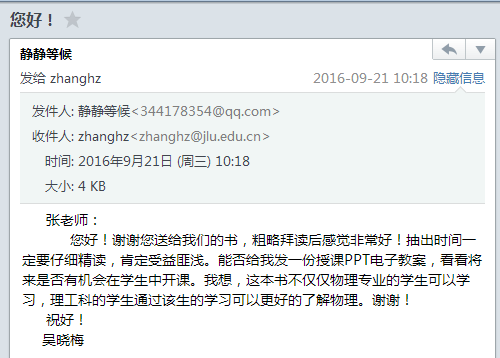 您好！
静静等候
发给 zhanghz
2016-09-21 10:18 隐藏信息
发件人: 静静等候<344178354@qq.com>
收件人: zhanghz<zhanghz@jlu.edu.cn>
时间: 2016年9月21日 (周三) 10:18
大小: 4 KB
张老师：
您好！谢谢您送给我们的书，粗略拜读后感觉非常好！抽出时间一
定要仔细精读，肯定受益匪浅。能否给我发一份授课PPT电子教案，看看将
来是否有机会在学生中开课。我想，这本书不仅仅物理专业的学生可以学
习，理工科的学生通过该生的学习可以更好的了解物理。谢谢！
祝好！
吴晓梅